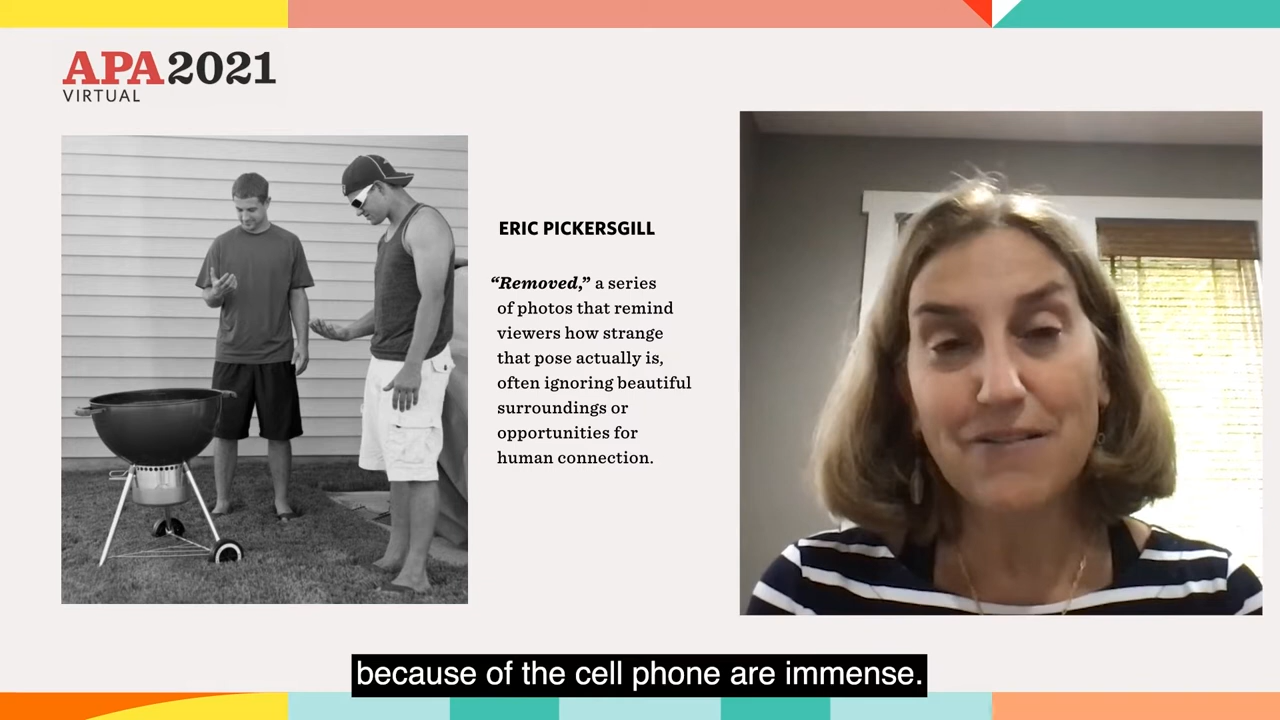 APA2021
VIRTUAL
ERIC PICKERSGILL
“Removed,” a series
of photos that remind
viewers how strange
that pose actually is,
often ignoring beautiful
surroundings or
opportunities for
human connection.
because of the cell phone are immense.